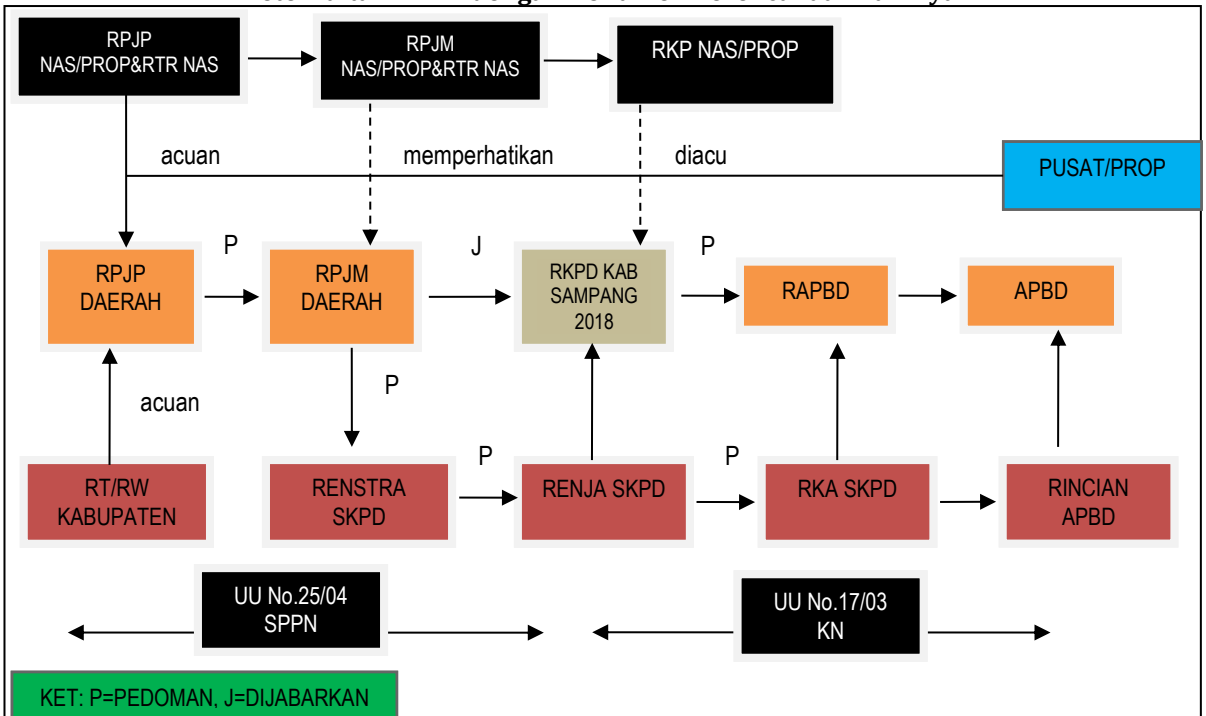 RPJP
NAS/PROP&RTR NAS
RPJM
NAS/PROP&RTR NAS
RKP NAS/PROP
acuan
memperhatikan
diacu
PUSAT/PROP
P
J
P
RPJP
DAERAH
RPJM
DAERAH
RKPD KAB
SAMPANG
2018
RAPBD
APBD
acuan
P
P
P
RT/RW
KABUPATEN
RENSTRA
SKPD
RENJA SKPD
RKA SKPD
RINCIAN
APBD
UU No.25/04
SPPN
UU No.17/03
KN
KET: P=PEDOMAN, J=DIJABARKAN